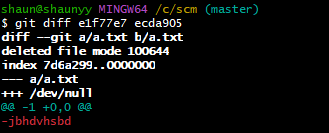 shaun@shaunyy MINGW64 /c/scm (master)
$ git diff e1f77e7 ecda905
diff --git a/a.txt b/a.txt
deleted file mode 100644
index 7d6a299..0000000
--- a/a.txt
+++ /dev/null
@@ -1 +0,0 @@
-jbhdvhsbd